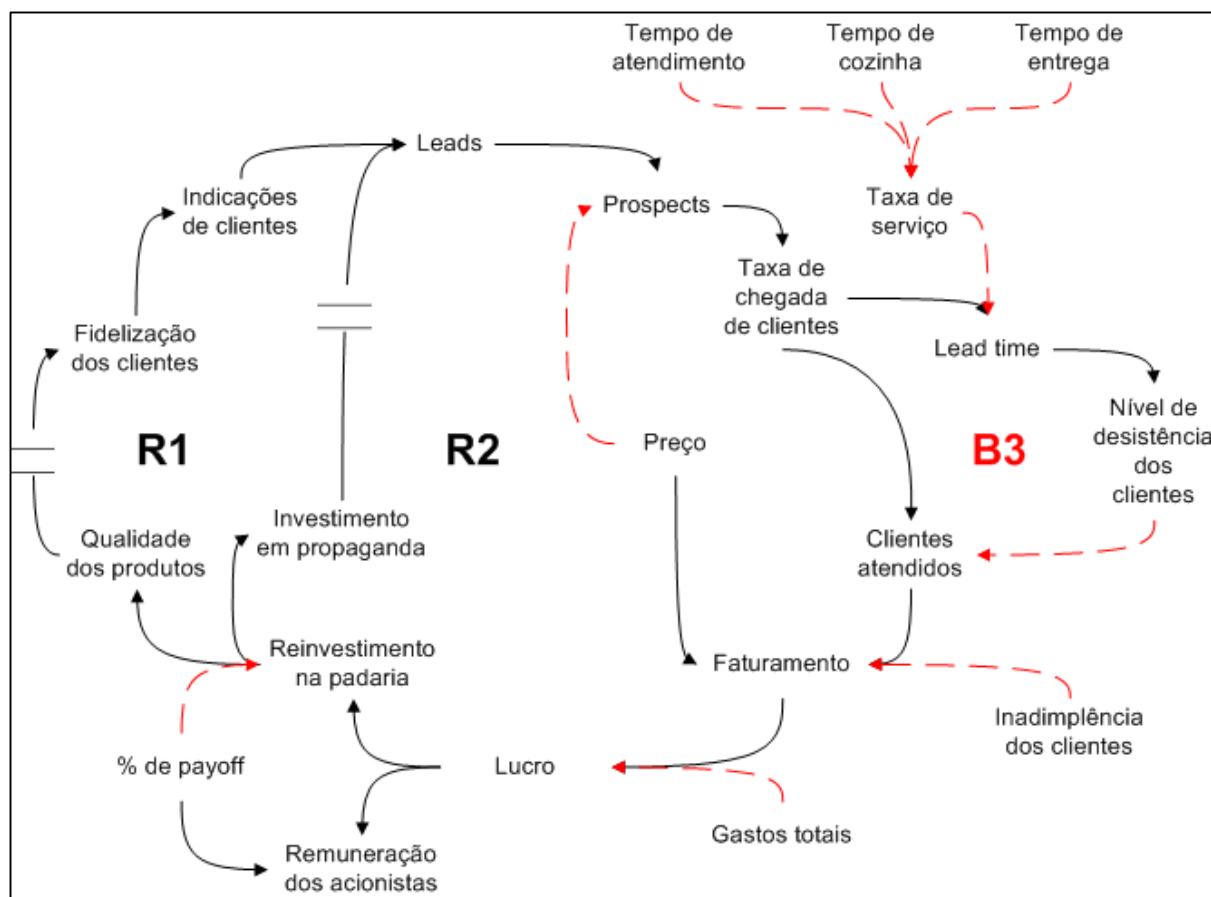 Tempo de
atendimento
Tempo de
cozinha
Tempo de
entrega
Leads
Indicações
de clientes
Prospects
Taxa de
serviço
Taxa de
chegada
de clientes
Fidelização
dos clientes
Lead time
Nível de
desistência
dos
clientes
R1
R2
Preço
B3
Qualidade
dos produtos
Investimento
em propaganda
Clientes
atendidos
Reinvestimento
na padaria
Faturamento
Inadimplência
dos clientes
% de payoff
Lucro
Gastos totais
Remuneração
dos acionistas